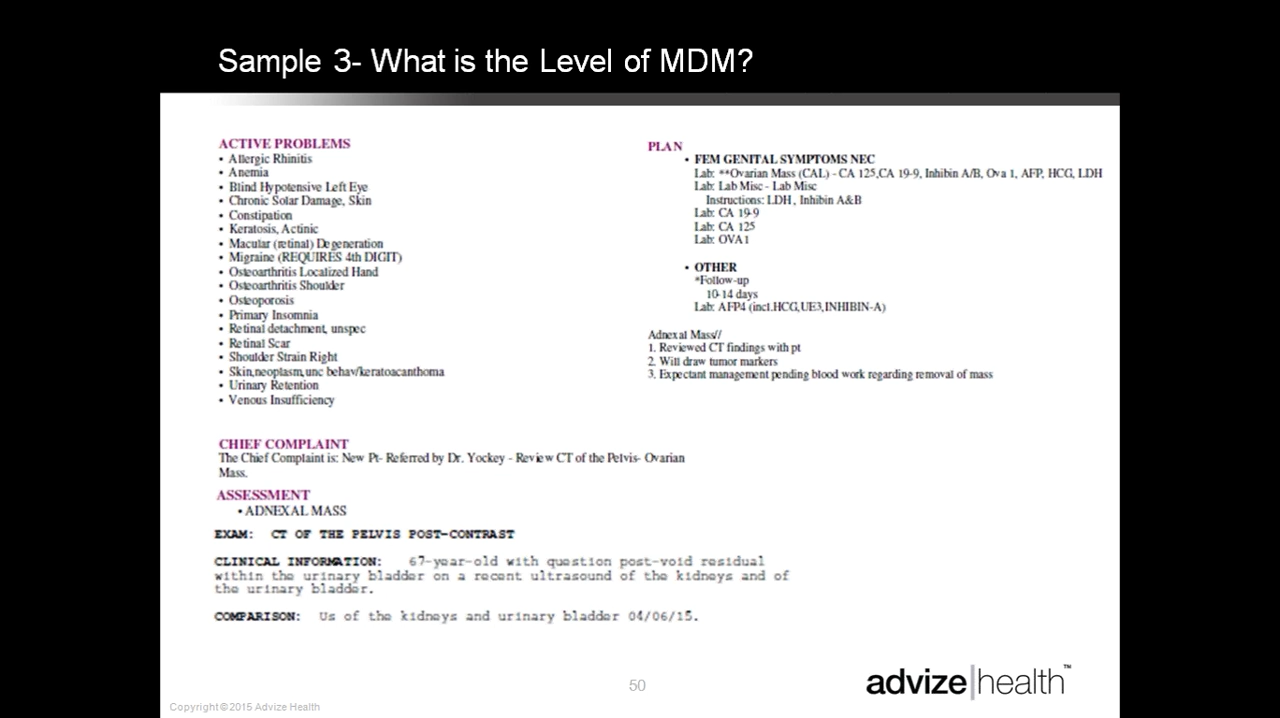 Sample 3- What is the Level of MDM?
ACTIVE PROBLEMS
• Allergic Rhinitis
• Anemia
• Blind Hypotensive Left Eye
• Chronic Solar Damage, Skin
• Constipation
• Keratosis, Actinic
• Macular (retinal) Degeneration
• Migraine (REQUIRES 4th DIGIT)
• Osteoarthritis Localized Hand
• Osteoarthritis Shoulder
• Osteoporosis
• Primary Insomnia
• Retinal detachment, unspec
• Retinal Scar
• Shoulder Strain Right
• Skin,neoplasm,unc behav/keratoacanthoma
• Urinary Retention
• Venous Insufficiency
PLAN
• FEM GENITAL SYMPTOMS NEC
Lab: **Ovarian Mass (CAL) - CA 125,CA 19-9, Inhibin A/B, Ova 1, AFP, HCG, LDH
Lab: Lab Misc - Lab Misc
Instructions: LDH, Inhibin A&B
Lab: CA 19-9
Lab: CA 125
Lab: OVA1
• OTHER
*Follow-up
10-14 days
Lab: AFP4 (incl.HCG,UE3,INHIBIN-A)
Adnexal Mass//
1. Reviewed CT findings with pt
2. Will draw tumor markers
3. Expectant management pending blood work regarding removal of mass
CHIEF COMPLAINT
The Chief Complaint is: New Pt- Referred by Dr. Yockey - Review CT of the Pelvis- Ovarian
Mass.
ASSESSMENT
• ADNEXAL MASS
EXAM: CT OF THE PELVIS POST-CONTRAST
CLINICAL INFORMATION: 67-year-old with question post-void residual
within the urinary bladder on a recent ultrasound of the kidneys and of
the urinary bladder.
COMPARISON: Us of the kidneys and urinary bladder 04/06/15.
50
advize|health™
Copyright©2015 Advize Health